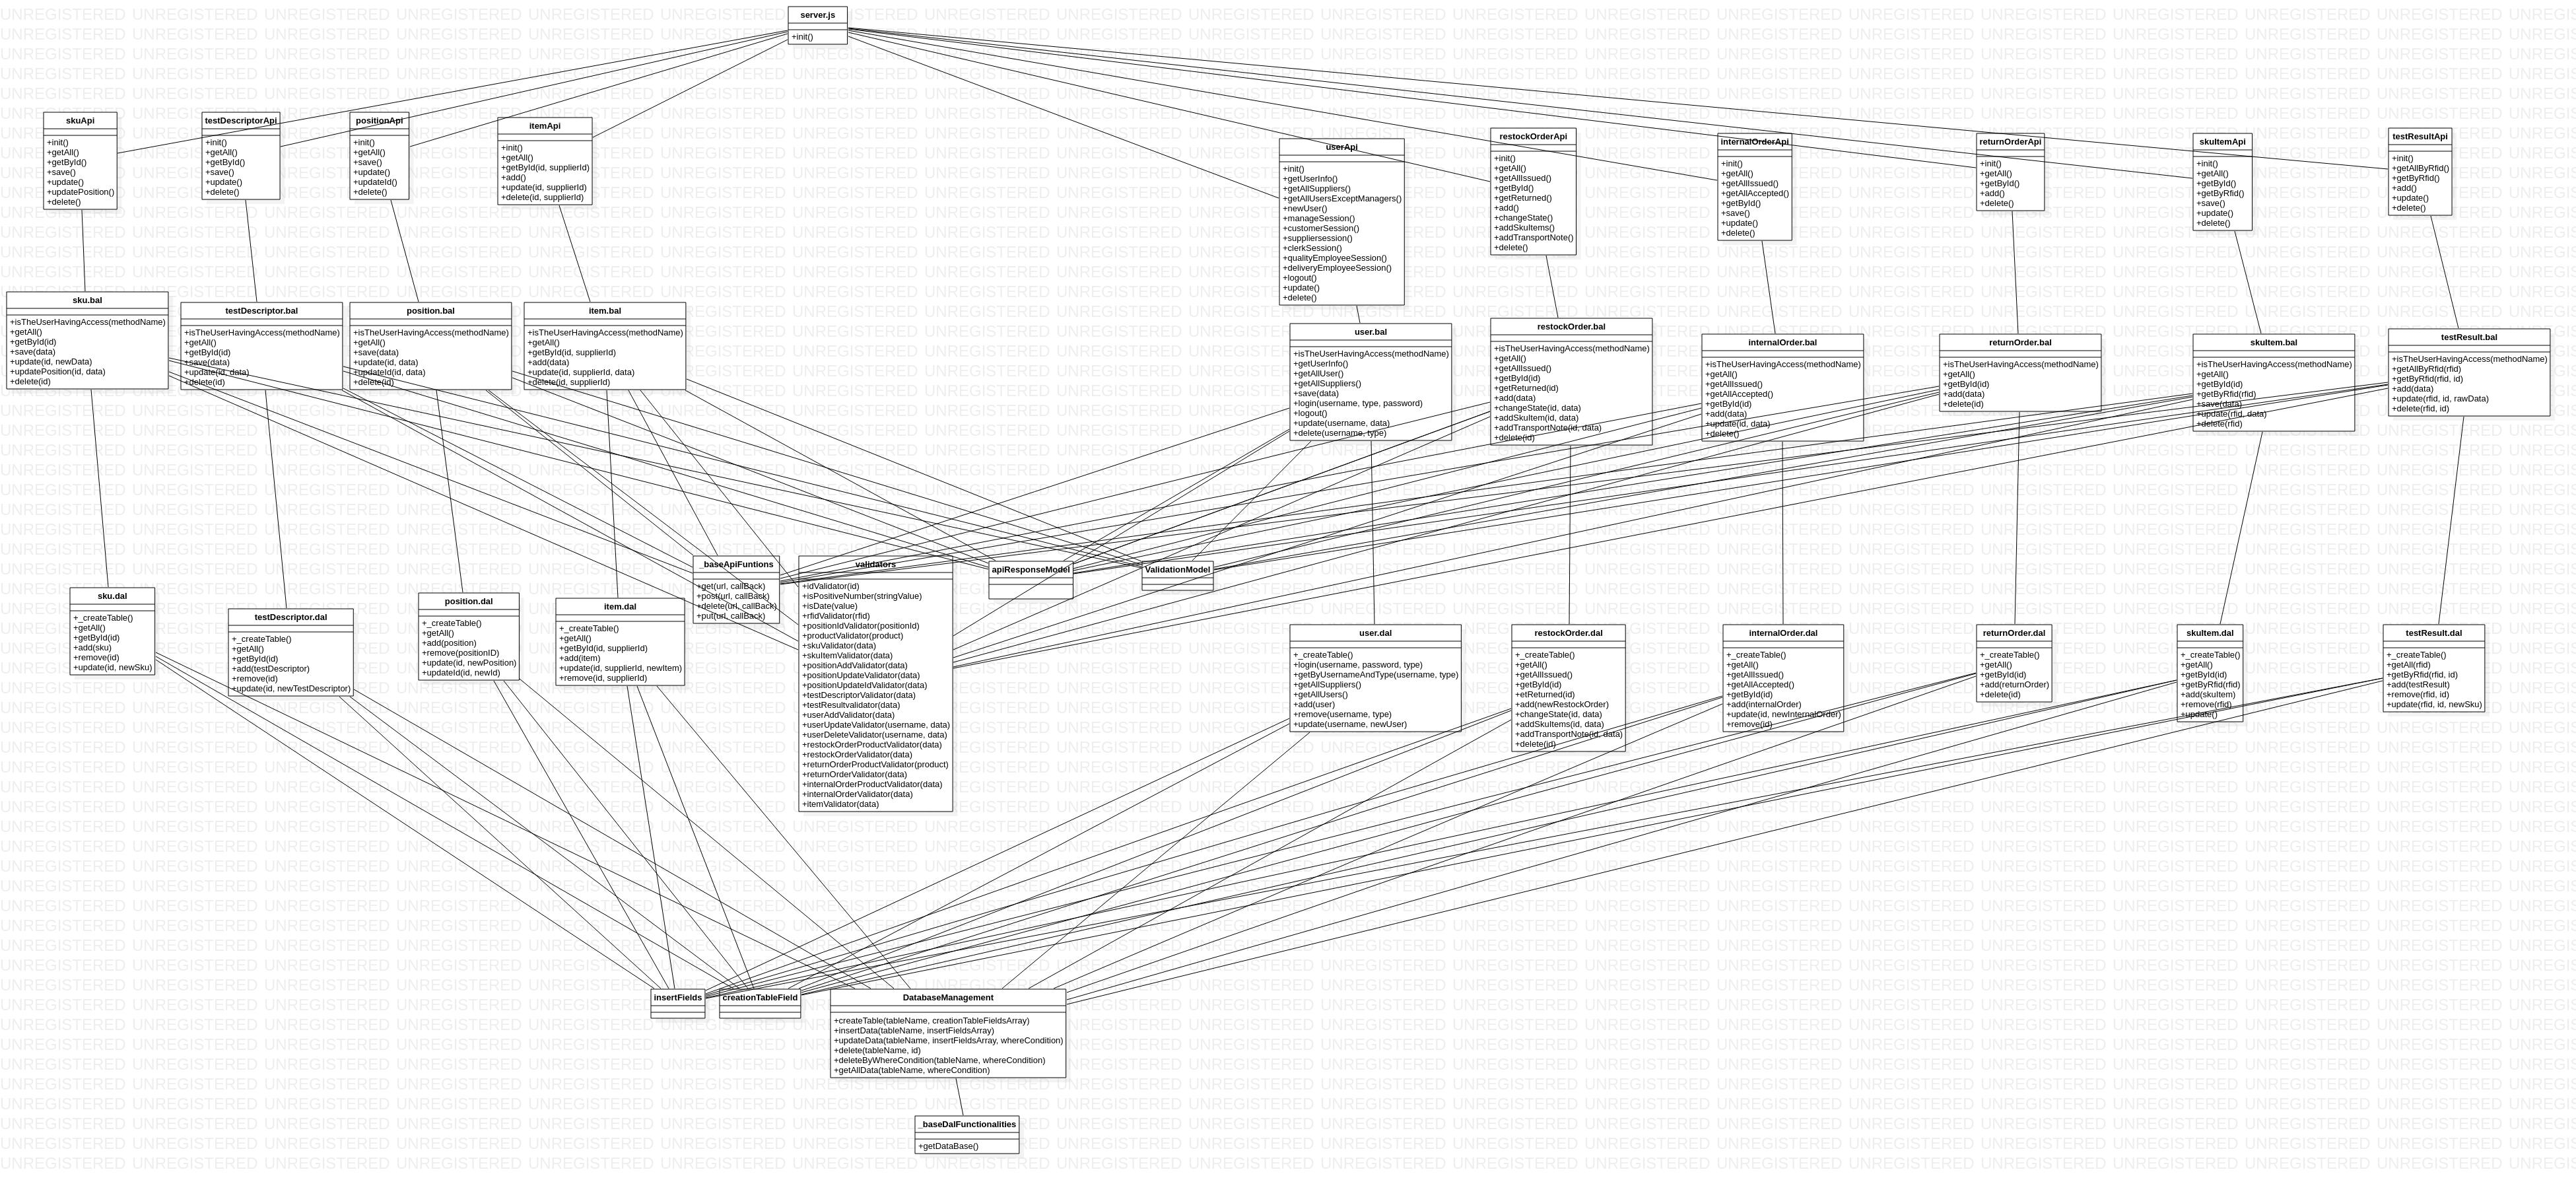 server.js
+init()
skuApi
+init()
+getAll()
+getById()
+save()
+update()
+updatePosition()
+delete()
testDescriptorApi
+init()
+getAll()
+getById()
+save()
+update()
+delete()
positionApi
+init()
+getAll()
+save()
+update()
+updateId()
+delete()
itemApi
+init()
+getAll()
+getById(id, supplierId)
+add()
+update(id, supplierId)
+delete(id, supplierId)
userApi
+init()
+getUserInfo()
+getAllSuppliers()
+getAllUsersExceptManagers()
+newUser()
+manageSession()
+customerSession()
+suppliersession()
+clerkSession()
+qualityEmployeeSession()
+deliveryEmployeeSession()
+logout()
+update()
+delete()
restockOrderApi
+init()
+getAll()
+getAllIssued()
+getById()
+getReturned()
+add()
+changeState()
+addSkuItems()
+addTransportNote()
+delete()
internalOrderApi
+init()
+getAll()
+getAllIssued()
+getAllAccepted()
+getById()
+save()
+update()
+delete()
returnOrderApi
+init()
+getAll()
+getById()
+add()
+delete()
skuItemApi
+init()
+getAll()
+getById()
+getByRfid()
+save()
+update()
+delete()
testResultApi
+init()
+getAllByRfid()
+getByRfid()
+add()
+update()
+delete()
sku.bal
+isTheUserHavingAccess(methodName)
+getAll()
+getById(id)
+save(data)
+update(id, newData)
+updatePosition(id, data)
+delete(id)
testDescriptor.bal
+isTheUserHavingAccess(methodName)
+getAll()
+getById(id)
+save(data)
+update(id, data)
+delete(id)
position.bal
+isTheUserHavingAccess(methodName)
+getAll()
+save(data)
+update(id, data)
+updateId(id, data)
+delete(id)
item.bal
+isTheUserHavingAccess(methodName)
+getAll()
+getById(id, supplierId)
+add(data)
+update(id, supplierId, data)
+delete(id, supplierId)
user.bal
+isTheUserHavingAccess(methodName)
+getUserInfo()
+getAllUser()
+getAllSuppliers()
+save(data)
+login(username, type, password)
+logout()
+update(username, data)
+delete(username, type)
restockOrder.bal
+isTheUserHavingAccess(methodName)
+getAll()
+getAllIssued()
+getById(id)
+getReturned(id)
+add(data)
+changeState(id, data)
+addSkuItem(id, data)
+addTransportNote(id, data)
+delete(id)
internalOrder.bal
+isTheUserHavingAccess(methodName)
+getAll()
+getAllIssued()
+getAllAccepted()
+getById(id)
+add(data)
+update(id, data)
+delete()
returnOrder.bal
+isTheUserHavingAccess(methodName)
+getAll()
+getById(id)
+add(data)
+delete(id)
skuItem.bal
+isTheUserHavingAccess(methodName)
+getAll()
+getById(id)
+getByRfid(rfid)
+save(data)
+update(rfid, data)
+delete(rfid)
testResult.bal
+isTheUserHavingAccess(methodName)
+getAllByRfid(rfid)
+getByRfid(rfid, id)
+add(data)
+update(rfid, id, rawData)
+delete(rfid, id)
_baseApiFuntions
+get(url, callBack)
+post(url, callBack)
+delete(url, callBack)
+put(url, callBack)
validators
+idValidator(id)
+isPositiveNumber(stringValue)
+isDate(value)
+rfidValidator(rfid)
+positionIdValidator(positionId)
+productValidator(product)
+skuValidator(data)
+skuItemValidator(data)
+positionAddValidator(data)
+positionUpdateValidator(data)
+positionUpdateIdValidator(data)
+testDescriptorValidator(data)
+testResultvalidator(data)
+userAddValidator(data)
+userUpdateValidator(username, data)
+userDeleteValidator(username, data)
+restockOrderProductValidator(data)
+restockOrderValidator(data)
+returnOrderProductValidator(product)
+returnOrderValidator(data)
+internalOrderProductValidator(data)
+internalOrderValidator(data)
+itemValidator(data)
apiResponseModel
ValidationModel
sku.dal
+_createTable()
+getAll()
+getById(id)
+add(sku)
+remove(id)
+update(id, newSku)
testDescriptor.dal
+_createTable()
+getAll()
+getById(id)
+add(testDescriptor)
+remove(id)
+update(id, newTestDescriptor)
position.dal
+_createTable()
+getAll()
+add(position)
+remove(positionID)
+update(id, newPosition)
+updateId(id, newId)
item.dal
+_createTable()
+getAll()
+getById(id, supplierId)
+add(item)
+update(id, supplierId, newItem)
+remove(id, supplierId)
user.dal
+_createTable()
+login(username, password, type)
+getByUsernameAndType(username, type)
+getAllSuppliers()
+getAllUsers()
+add(user)
+remove(username, type)
+update(username, newUser)
restockOrder.dal
+_createTable()
+getAll()
+getAllIssued()
+getById(id)
+etReturned(id)
+add(newRestockOrder)
+changeState(id, data)
+addSkuItems(id, data)
+addTransportNote(id, data)
+delete(id)
internalOrder.dal
+_createTable()
+getAll()
+getAllIssued()
+getAllAccepted()
+getById(id)
+add(internalOrder)
+update(id, newInternalOrder)
+remove(id)
returnOrder.dal
+_createTable()
+getAll()
+getById(id)
+add(returnOrder)
+delete(id)
skuItem.dal
+_createTable()
+getAll()
+getById(id)
+getByRfid(rfid)
+add(skuItem)
+remove(rfid)
+update()
testResult.dal
+_createTable()
+getAll(rfid)
+getByRfid(rfid, id)
+add(testResult)
+remove(rfid, id)
+update(rfid, id, newSku)
insertFields
creationTableField
DatabaseManagement
+createTable(tableName, creationTableFieldsArray)
+insertData(tableName, insertFieldsArray)
+updateData(tableName, insertFieldsArray, whereCondition)
+delete(tableName, id)
+deleteByWhereCondition(tableName, whereCondition)
+getAllData(tableName, whereCondition)
_baseDalFunctionalities
+getDataBase()